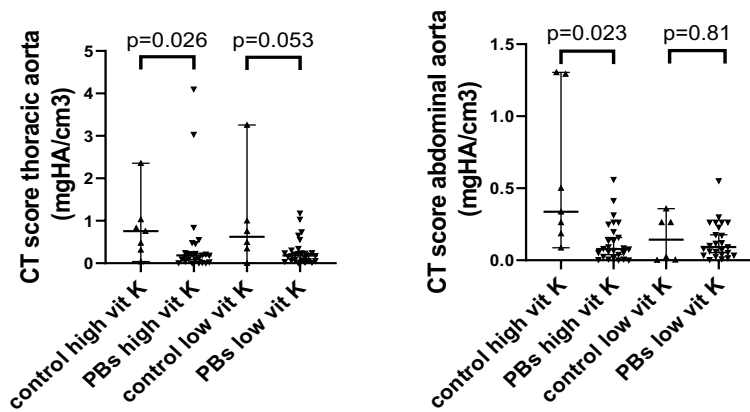 p=0.026 p=0.053
CT score thoracic aorta
(mgHA/cm3)
5
4
3
2
1
0
control high vit K
PBs high vit K
control low vit K
PBs low vit K
p=0.023 p=0.81
CT score abdominal aorta
(mgHA/cm3)
1.5
1.0
0.5
0.0
control high vit K
PBs high vit K
control low vit K
PBs low vit K